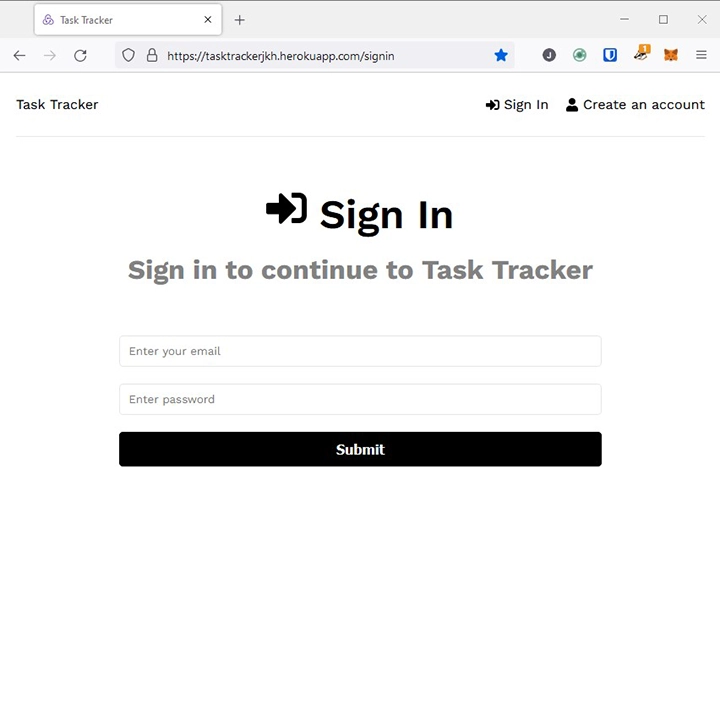 Task Tracker
https://tasktrackerjkh.herokuapp.com/signin
J
1
Task Tracker
Sign In
Create an account
Sign In
Sign in to continue to Task Tracker
Enter your email
Enter password
Submit